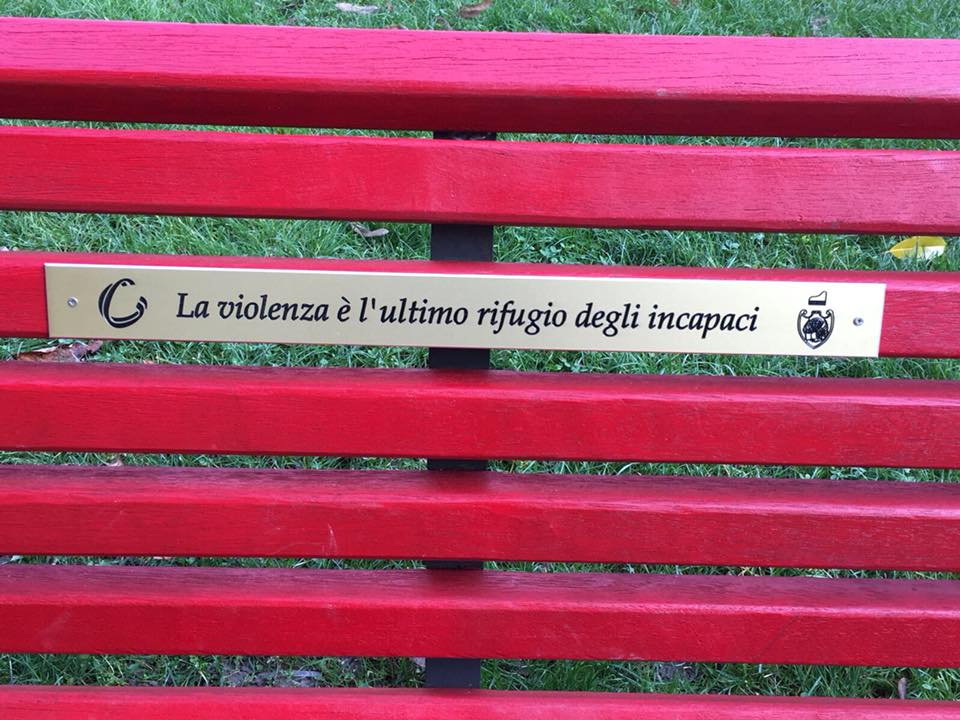 La violenza è l'ultimo rifugio degli incapaci